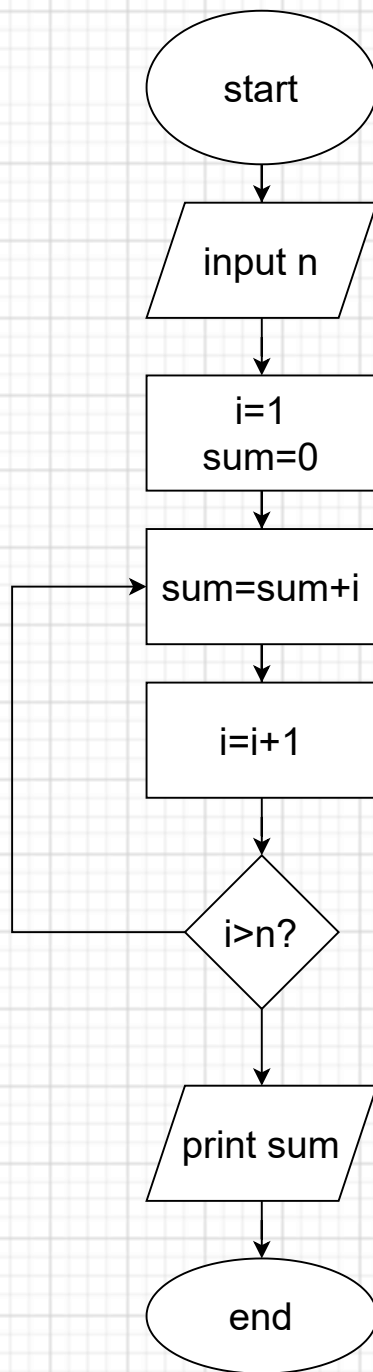 start
input n
i=1
sum=0
sum=sum+i
i=i+1
i>n?
print sum
end